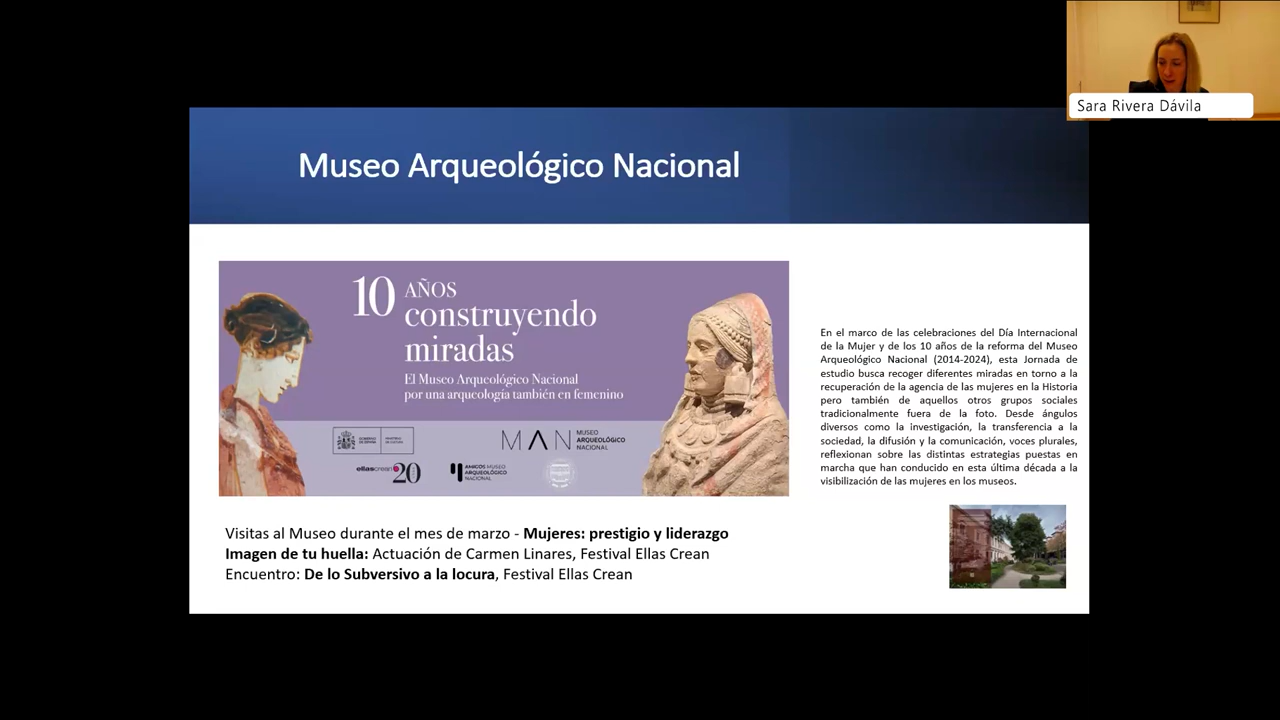 Sara Rivera Dávila
Museo Arqueológico Nacional
10 AÑOS
construyendo
miradas
El Museo Arqueológico Nacional
por una arqueología también en femenino
GOBIERNO
DE ESPAÑA
MAN MUSEO
ARQUEOLÓGICO
NACIONAL
ellascrean 20
AMIGOS MUSEO
ARQUEOLÓGICO
NACIONAL
En el marco de las celebraciones del Día Internacional
de la Mujer y de los 10 años de la reforma del Museo
Arqueológico Nacional (2014-2024), esta Jornada de
estudio busca recoger diferentes miradas en torno a la
recuperación de la agencia de las mujeres en la Historia
pero también de aquellos otros grupos sociales
tradicionalmente fuera de la foto. Desde ángulos
diversos como la investigación, la transferencia a la
sociedad, la difusión y la comunicación, voces plurales,
reflexionan sobre las distintas estrategias puestas en
marcha que han conducido en esta última década a la
visibilización de las mujeres en los museos.
Visitas al Museo durante el mes de marzo - Mujeres: prestigio y liderazgo
Imagen de tu huella: Actuación de Carmen Linares, Festival Ellas Crean
Encuentro: De lo Subversivo a la locura, Festival Ellas Crean